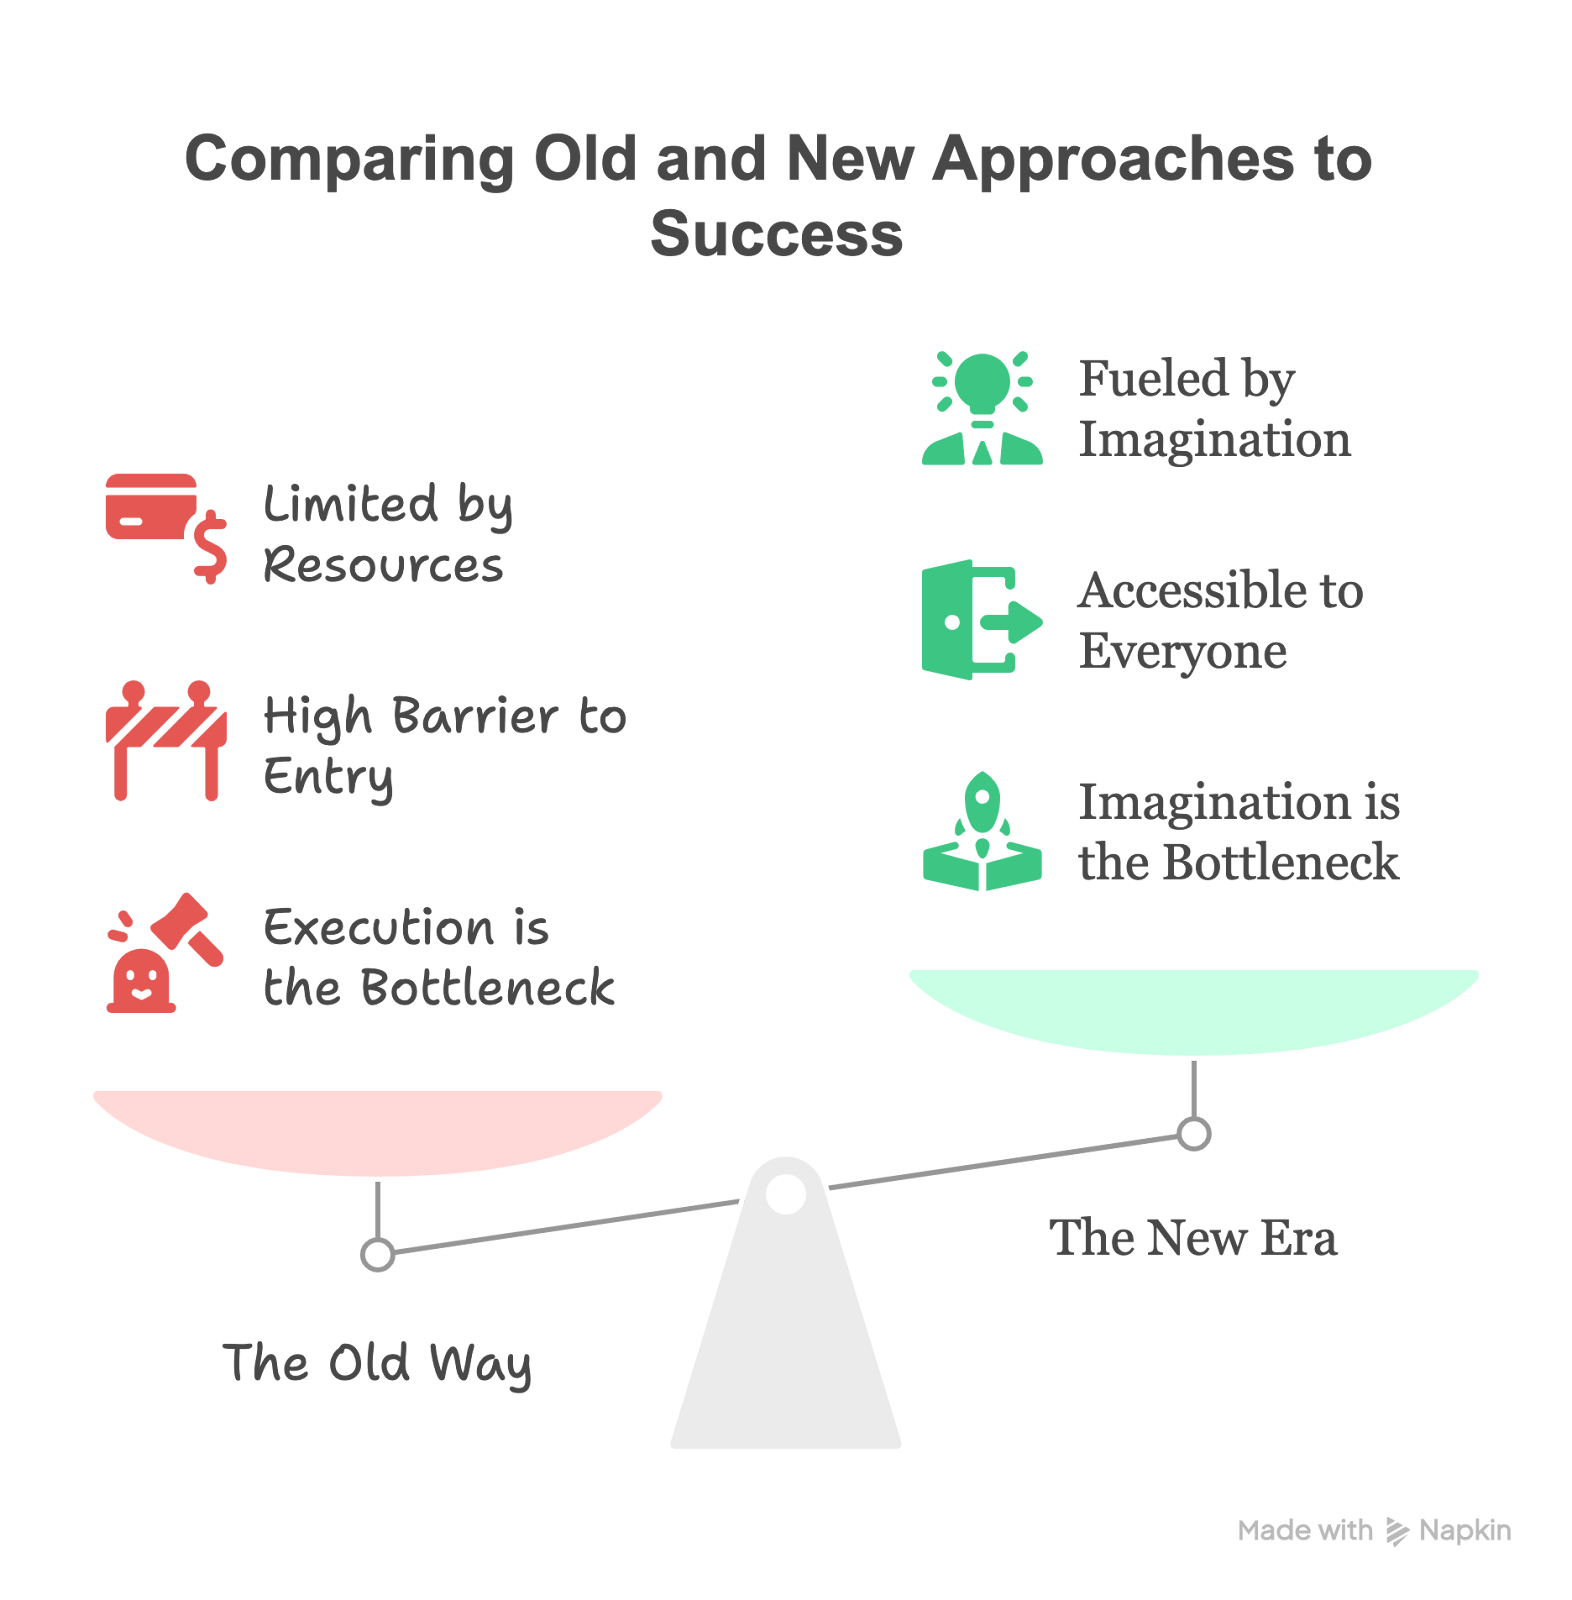 Comparing Old and New Approaches to
Success
Limited by
Resources
High Barrier to
Entry
Execution is
the Bottleneck
The Old Way
Fueled by
Imagination
Accessible to
Everyone
Imagination is
the Bottleneck
The New Era
Made with Napkin